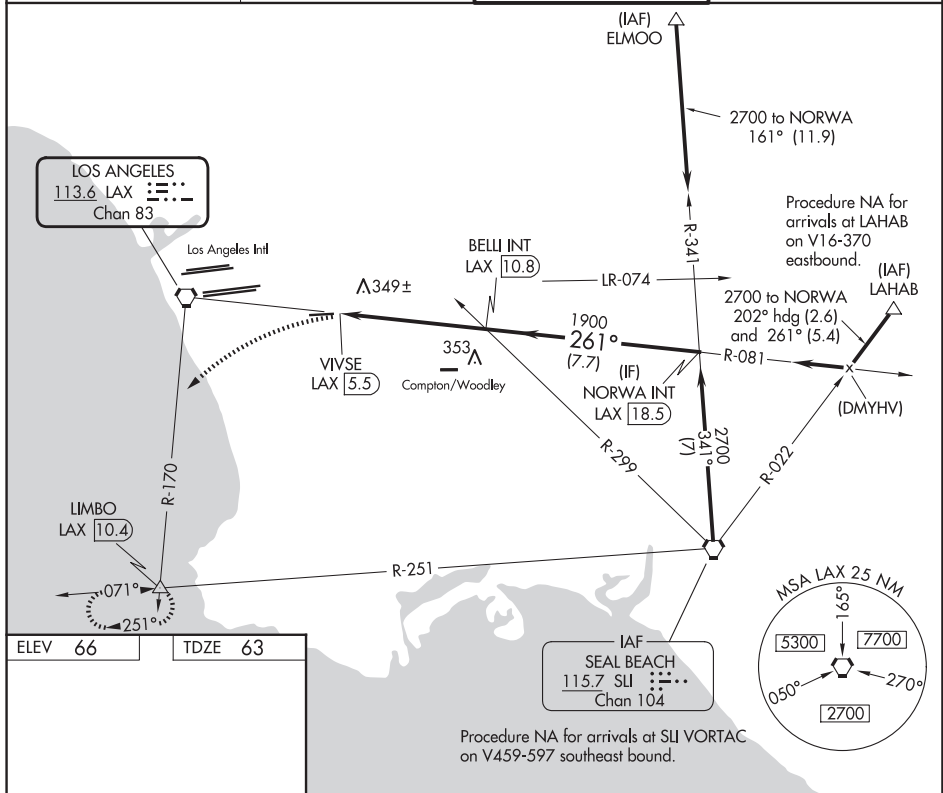 (IAF)
ELMOO
2700 to NORWA
161° (11.9)
LOS ANGELES
113.6 LAX
Chan 83
Los Angeles Intl
Procedure NA for
arrivals at LAHAB
on V16-370
eastbound.
R-341
BELLI INT
LAX 10.8
LR-074
349±
(IAF)
LAHAB
2700 to NORWA
202° hdg (2.6)
and 261° (5.4)
1900
261°
(7.7)
R-081
353
Compton/Woodley
VIVSE
LAX 5.5
(IF)
NORWA INT
LAX 18.5
(DMYHV)
2700
341°
(7)
R-299
R-022
R-170
LIMBO
LAX 10.4
R-251
071°
251°
MSA LAX 25 NM
165°
5300
7700
050°
270°
2700
ELEV 66
TDZE 63
IAF
SEAL BEACH
115.7 SLI
Chan 104
Procedure NA for arrivals at SLI VORTAC
on V459-597 southeast bound.